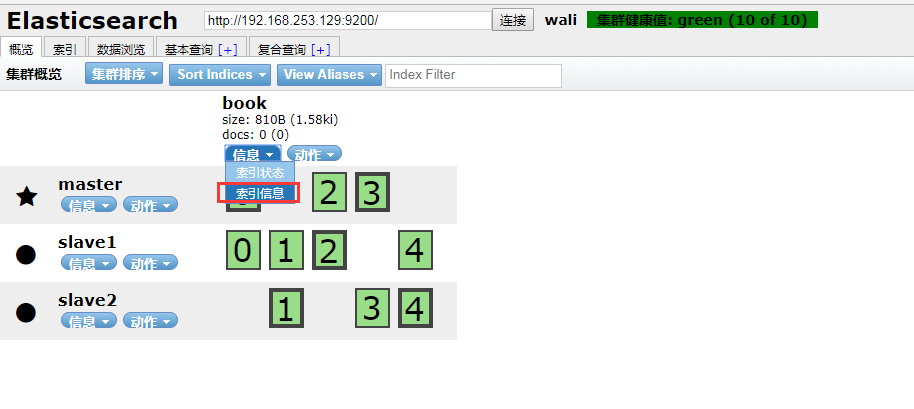 Elasticsearch http://192.168.253.129:9200/ 连接 wali 集群健康值: green (10 of 10)
概览 索引 数据浏览 基本查询 [+] 复合查询 [+]
集群概览 集群排序 Sort Indices View Aliases Index Filter
book
size: 810B (1.58ki)
docs: 0 (0)
信息 动作
索引状态
索引信息
master
信息 动作
2 3
slave1
信息 动作
0 1 2 4
slave2
信息 动作
1 3 4